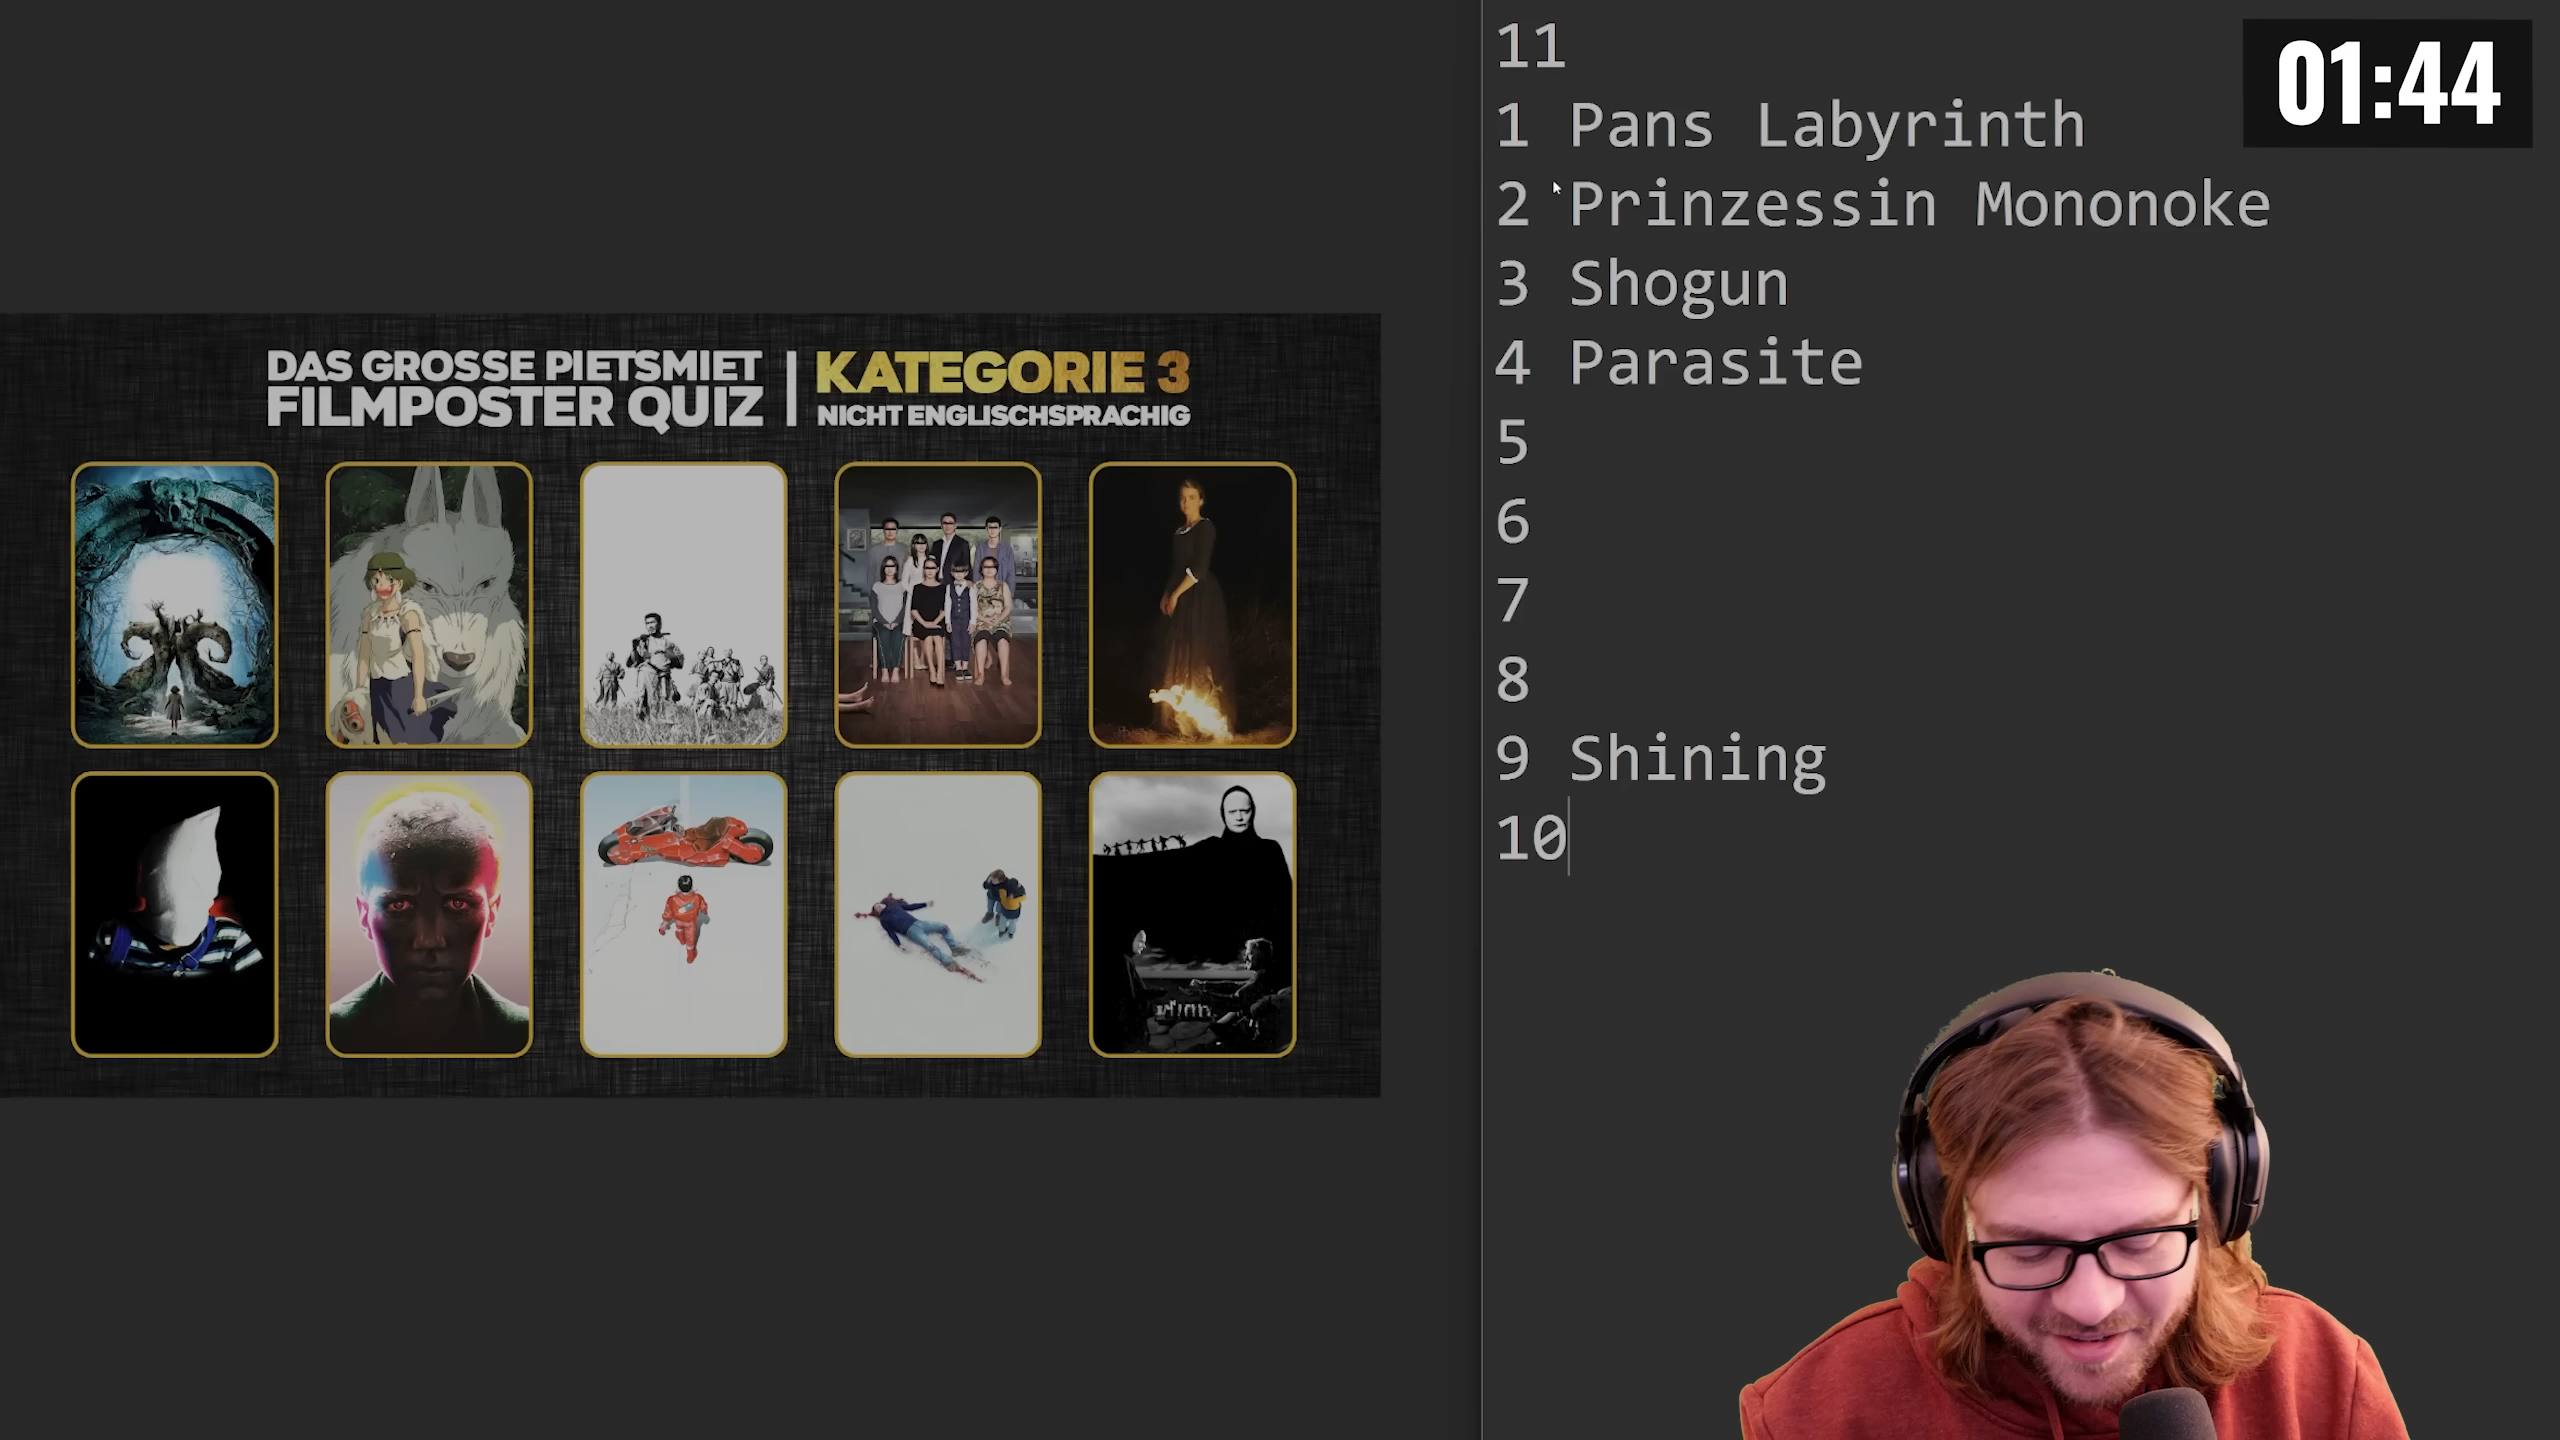 DAS GROSSE PIETSMIET
FILMPOSTER QUIZ
KATEGORIE 3
NICHT ENGLISCHSPRACHIG
11
1 Pans Labyrinth
2 Prinzessin Mononoke
3 Shogun
4 Parasite
5
6
7
8
9 Shining
10
01:44